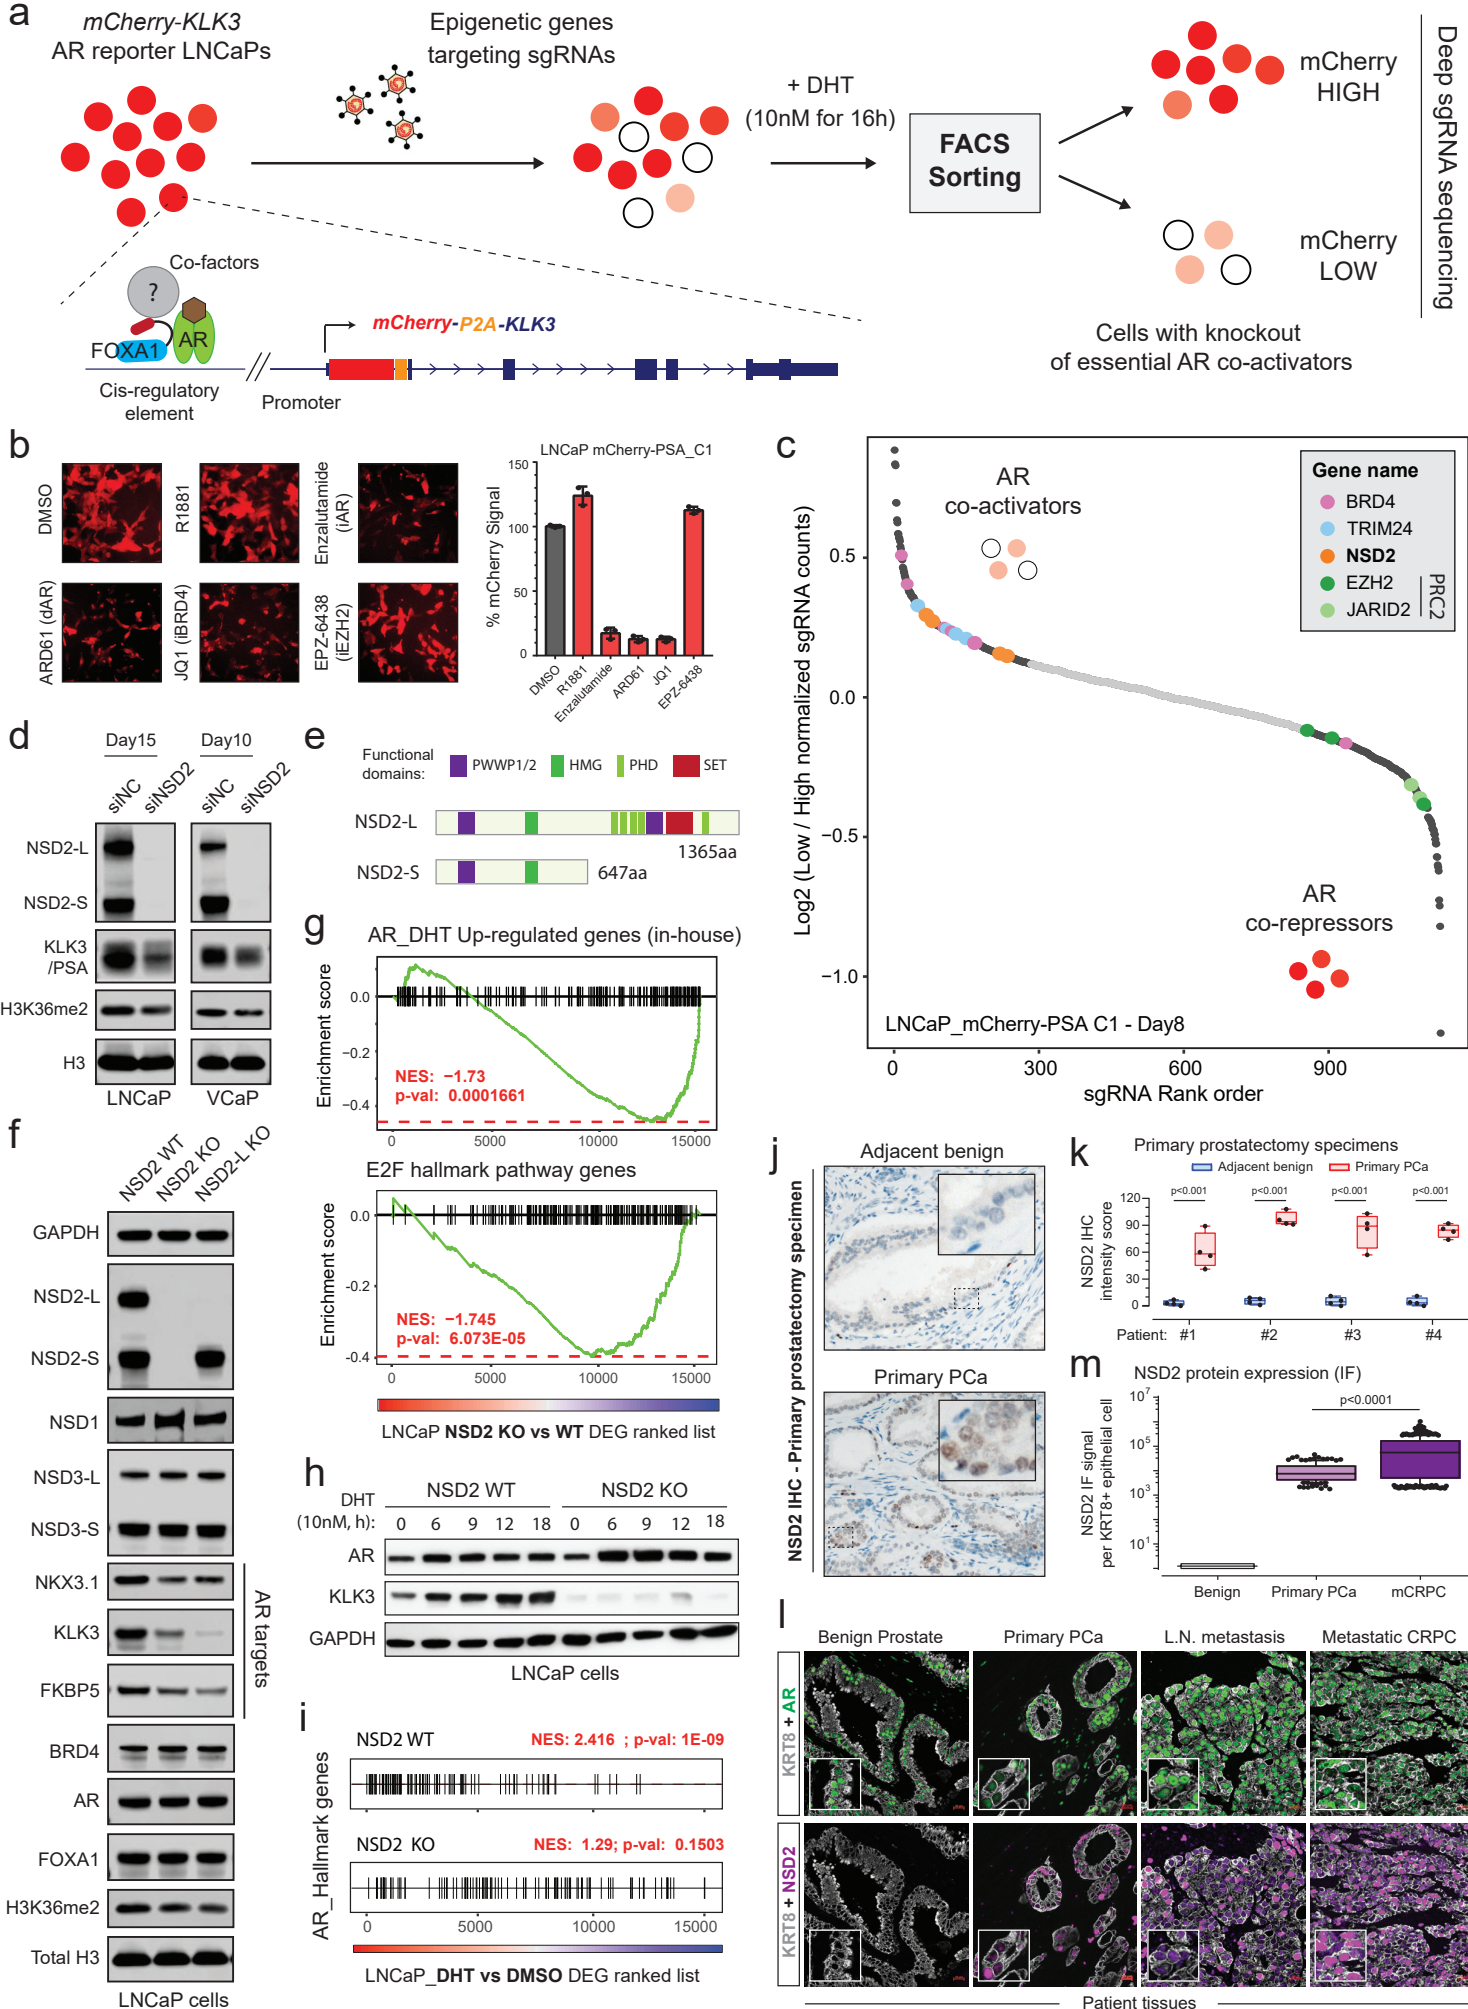 a
mCherry-KLK3
AR reporter LNCaPs
Epigenetic genes
targeting sgRNAs
+ DHT
(10nM for 16h)
FACS
Sorting
mCherry
HIGH
mCherry
LOW
Deep sgRNA sequencing
Cells with knockout
of essential AR co-activators
Co-factors
?
FOXA1
AR
Cis-regulatory
element
Promoter
mCherry-P2A-KLK3
b
DMSO
R1881
Enzalutamide
(iAR)
ARD61 (dAR)
JQ1 (iBRD4)
EPZ-6438
(iEZH2)
LNCaP mCherry-PSA_C1
% mCherry Signal
150
100
50
0
DMSO
R1881
Enzalutamide
ARD61
JQ1
EPZ-6438
c
Log2 (Low / High normalized sgRNA counts)
0.5
0.0
−0.5
−1.0
AR
co-activators
Gene name
BRD4
TRIM24
NSD2
EZH2
JARID2
PRC2
AR
co-repressors
LNCaP_mCherry-PSA C1 - Day8
0
300
600
900
sgRNA Rank order
d
Day15
Day10
siNC
siNSD2
siNC
siNSD2
NSD2-L
NSD2-S
KLK3
/PSA
H3K36me2
H3
LNCaP
VCaP
e
Functional
domains:
PWWP1/2
HMG
PHD
SET
NSD2-L
1365aa
NSD2-S
647aa
f
NSD2 WT
NSD2 KO
NSD2-L KO
GAPDH
NSD2-L
NSD2-S
NSD1
NSD3-L
NSD3-S
NKX3.1
KLK3
FKBP5
AR targets
BRD4
AR
FOXA1
H3K36me2
Total H3
LNCaP cells
g
AR_DHT Up-regulated genes (in-house)
Enrichment score
0.0
−0.2
−0.4
NES: −1.73
p-val: 0.0001661
0
5000
10000
15000
E2F hallmark pathway genes
Enrichment score
0.0
−0.2
−0.4
NES: −1.745
p-val: 6.073E-05
0
5000
10000
15000
LNCaP NSD2 KO vs WT DEG ranked list
h
DHT
(10nM, h):
NSD2 WT
NSD2 KO
0 6 9 12 18 0 6 9 12 18
AR
KLK3
GAPDH
LNCaP cells
i
AR_Hallmark genes
NSD2 WT
NES: 2.416 ; p-val: 1E-09
NSD2 KO
NES: 1.29; p-val: 0.1503
0
5000
10000
15000
LNCaP_DHT vs DMSO DEG ranked list
j
NSD2 IHC - Primary prostatectomy specimen
Adjacent benign
Primary PCa
k
Primary prostatectomy specimens
Adjacent benign
Primary PCa
NSD2 IHC
intensity score
120
90
60
30
0
p<0.001
p<0.001
p<0.001
p<0.001
Patient: #1 #2 #3 #4
m
NSD2 protein expression (IF)
NSD2 IF signal
per KRT8+ epithelial cell
10⁷
10⁵
10³
10¹
p<0.0001
Benign
Primary PCa
mCRPC
l
Benign Prostate
Primary PCa
L.N. metastasis
Metastatic CRPC
KRT8 + AR
KRT8 + NSD2
Patient tissues